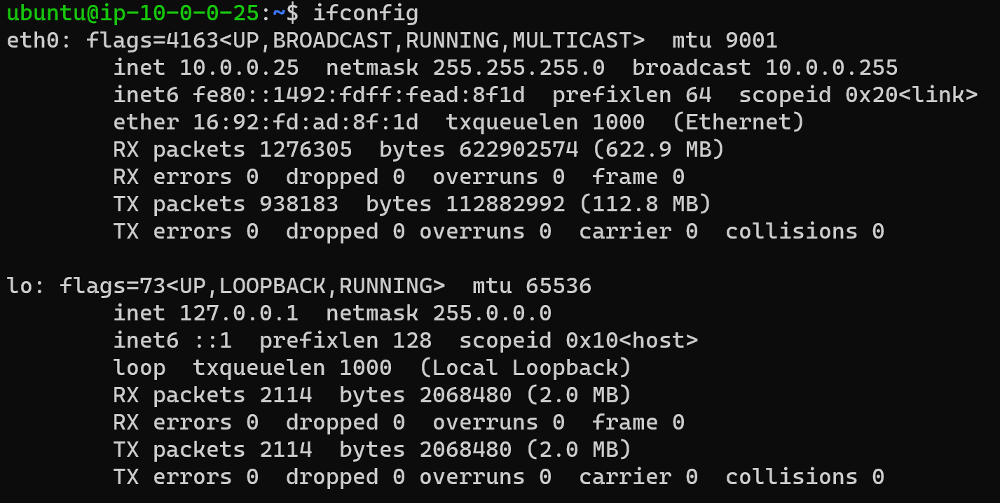 ubuntu@ip-10-0-0-25:~$ ifconfig
eth0: flags=4163<UP,BROADCAST,RUNNING,MULTICAST>  mtu 9001
        inet 10.0.0.25  netmask 255.255.255.0  broadcast 10.0.0.255
        inet6 fe80::1492:fdff:fead:8f1d  prefixlen 64  scopeid 0x20<link>
        ether 16:92:fd:ad:8f:1d  txqueuelen 1000  (Ethernet)
        RX packets 1276305  bytes 622902574 (622.9 MB)
        RX errors 0  dropped 0  overruns 0  frame 0
        TX packets 938183  bytes 112882992 (112.8 MB)
        TX errors 0  dropped 0 overruns 0  carrier 0  collisions 0

lo: flags=73<UP,LOOPBACK,RUNNING>  mtu 65536
        inet 127.0.0.1  netmask 255.0.0.0
        inet6 ::1  prefixlen 128  scopeid 0x10<host>
        loop  txqueuelen 1000  (Local Loopback)
        RX packets 2114  bytes 2068480 (2.0 MB)
        RX errors 0  dropped 0  overruns 0  frame 0
        TX packets 2114  bytes 2068480 (2.0 MB)
        TX errors 0  dropped 0 overruns 0  carrier 0  collisions 0